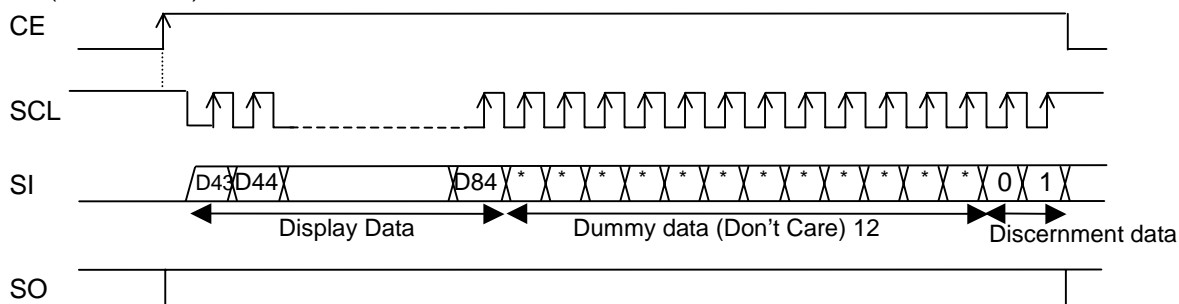 CE
SCL
SI D43 D44 D84 * * * * * * * * * * * * 0 1
Display Data Dummy data (Don't Care) 12 Discernment data
SO